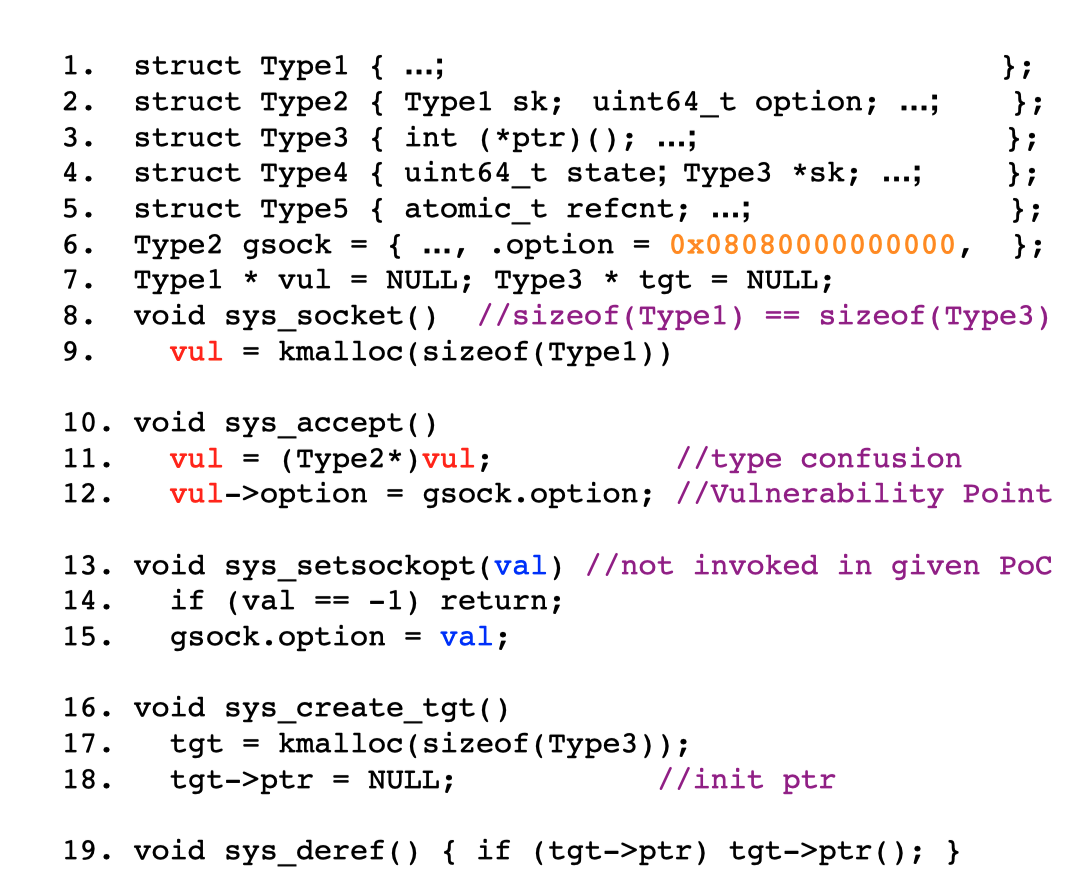 1. struct Type1 { …; };
2. struct Type2 { Type1 sk; uint64_t option; …; };
3. struct Type3 { int (*ptr)(); …; };
4. struct Type4 { uint64_t state; Type3 *sk; …; };
5. struct Type5 { atomic_t refcnt; …; };
6. Type2 gsock = { …, .option = 0x08080000000000, };
7. Type1 * vul = NULL; Type3 * tgt = NULL;
8. void sys_socket() //sizeof(Type1) == sizeof(Type3)
9. vul = kmalloc(sizeof(Type1))
10. void sys_accept()
11. vul = (Type2*)vul; //type confusion
12. vul->option = gsock.option; //Vulnerability Point
13. void sys_setsockopt(val) //not invoked in given PoC
14. if (val == -1) return;
15. gsock.option = val;
16. void sys_create_tgt()
17. tgt = kmalloc(sizeof(Type3));
18. tgt->ptr = NULL; //init ptr
19. void sys_deref() { if (tgt->ptr) tgt->ptr(); }